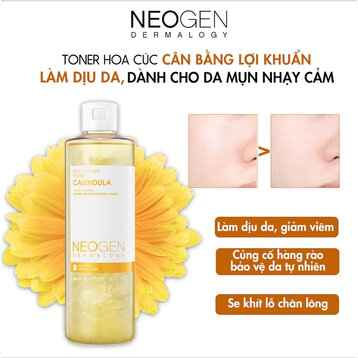 NEOGEN
DERMALOGY
TONER HOA CÚC CÂN BẰNG LỢI KHUẨN
LÀM DỊU DA, DÀNH CHO DA MỤN NHẠY CẢM
REAL FLOWER
TONER
CALENDULA
NEOGEN
DERMALOGY
>
Làm dịu da, giảm viêm
Củng cố hàng rào
bảo vệ da tự nhiên
Se khít lỗ chân lông